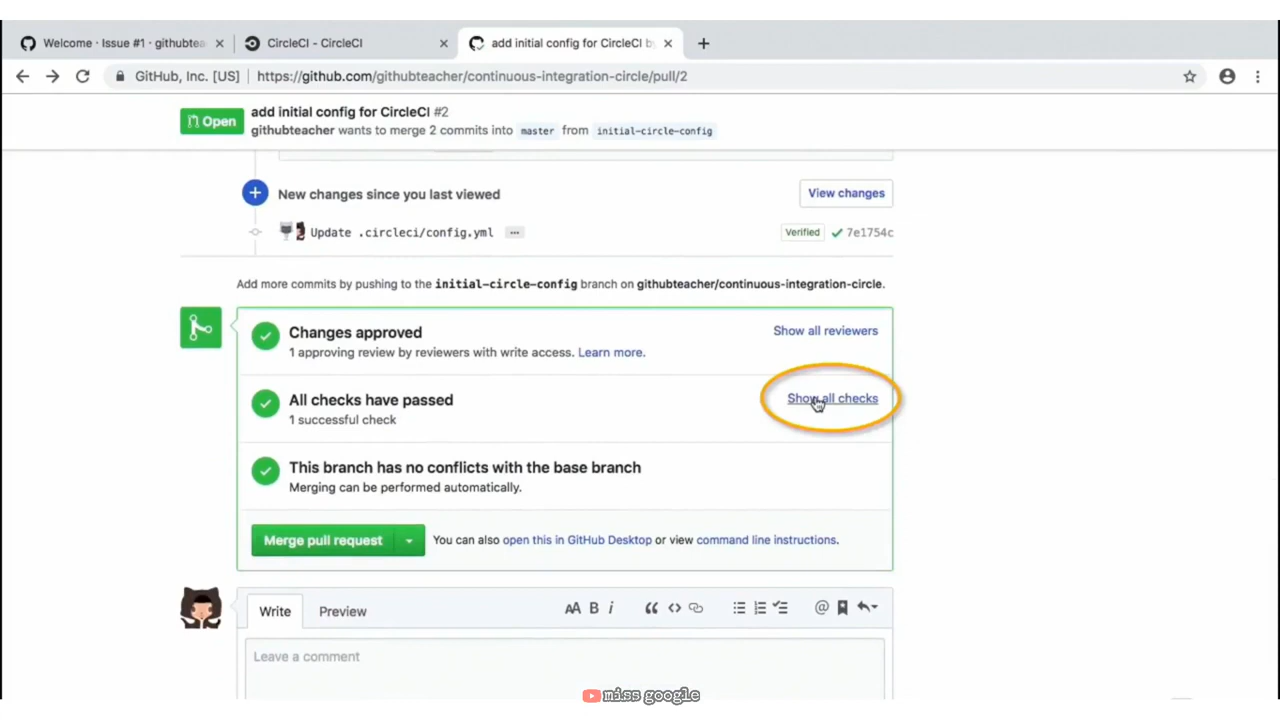 Welcome · Issue #1 · githubtea
CircleCI - CircleCI
add initial config for CircleCI by
GitHub, Inc. [US] https://github.com/githubteacher/continuous-integration-circle/pull/2
Open
add initial config for CircleCI #2
githubteacher wants to merge 2 commits into master from initial-circle-config
New changes since you last viewed
View changes
Update .circleci/config.yml
Verified 7e1754c
Add more commits by pushing to the initial-circle-config branch on githubteacher/continuous-integration-circle.
Changes approved
Show all reviewers
1 approving review by reviewers with write access. Learn more.
All checks have passed
Show all checks
1 successful check
This branch has no conflicts with the base branch
Merging can be performed automatically.
Merge pull request
You can also open this in GitHub Desktop or view command line instructions.
Write
Preview
AA B i
Leave a comment
miss google